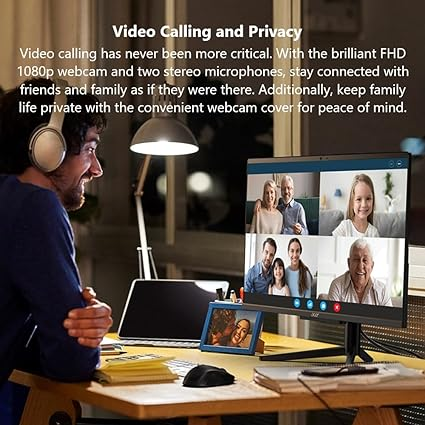 Video Calling and Privacy
Video calling has never been more critical. With the brilliant FHD
1080p webcam and two stereo microphones, stay connected with
friends and family as if they were there. Additionally, keep family
life private with the convenient webcam cover for peace of mind.
acer